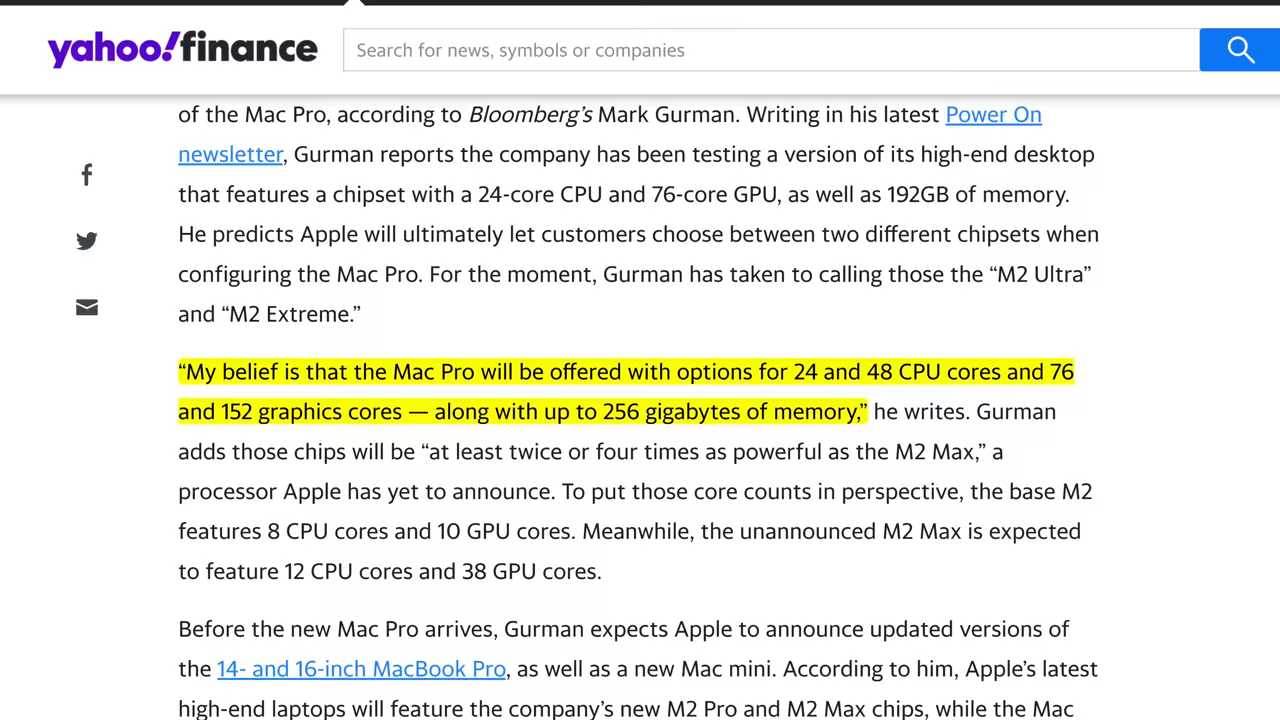 yahoo!finance
Search for news, symbols or companies
of the Mac Pro, according to Bloomberg’s Mark Gurman. Writing in his latest Power On
newsletter, Gurman reports the company has been testing a version of its high-end desktop
that features a chipset with a 24-core CPU and 76-core GPU, as well as 192GB of memory.
He predicts Apple will ultimately let customers choose between two different chipsets when
configuring the Mac Pro. For the moment, Gurman has taken to calling those the “M2 Ultra”
and “M2 Extreme.”
“My belief is that the Mac Pro will be offered with options for 24 and 48 CPU cores and 76
and 152 graphics cores — along with up to 256 gigabytes of memory,” he writes. Gurman
adds those chips will be “at least twice or four times as powerful as the M2 Max,” a
processor Apple has yet to announce. To put those core counts in perspective, the base M2
features 8 CPU cores and 10 GPU cores. Meanwhile, the unannounced M2 Max is expected
to feature 12 CPU cores and 38 GPU cores.
Before the new Mac Pro arrives, Gurman expects Apple to announce updated versions of
the 14- and 16-inch MacBook Pro, as well as a new Mac mini. According to him, Apple’s latest
high-end laptops will feature the company’s new M2 Pro and M2 Max chips, while the Mac